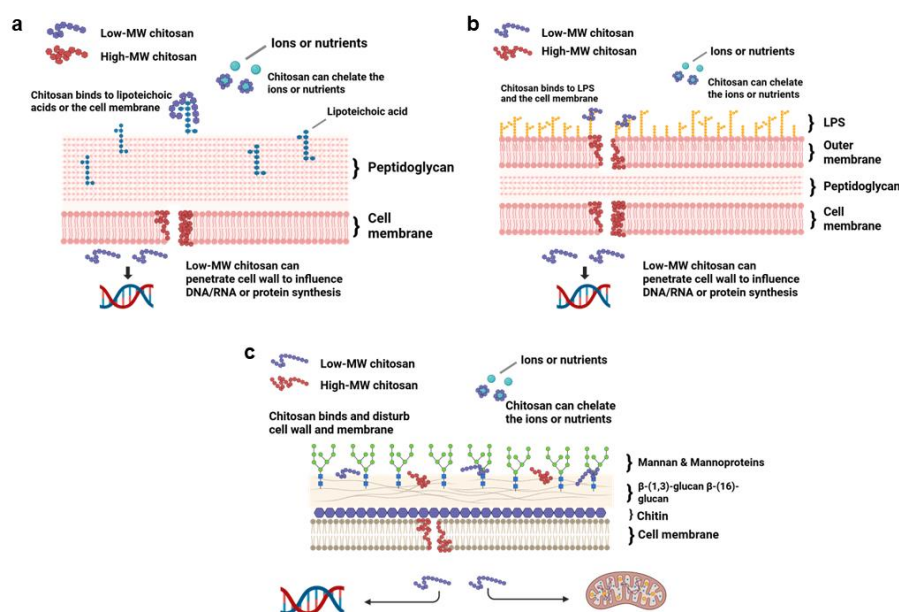 a
Low-MW chitosan
High-MW chitosan
Ions or nutrients
Chitosan can chelate the
ions or nutrients
Chitosan binds to lipoteichoic
acids or the cell membrane
Lipoteichoic acid
Peptidoglycan
Cell
membrane
Low-MW chitosan can
penetrate cell wall to influence
DNA/RNA or protein synthesis
b
Low-MW chitosan
High-MW chitosan
Ions or nutrients
Chitosan can chelate
the ions or nutrients
Chitosan binds to LPS
and the cell membrane
LPS
Outer
membrane
Peptidoglycan
Cell
membrane
Low-MW chitosan can
penetrate cell wall to influence
DNA/RNA or protein synthesis
c
Low-MW chitosan
High-MW chitosan
Ions or nutrients
Chitosan can chelate
the ions or nutrients
Chitosan binds and disturb
cell wall and membrane
Mannan & Mannoproteins
β-(1,3)-glucan β-(16)-
glucan
Chitin
Cell membrane